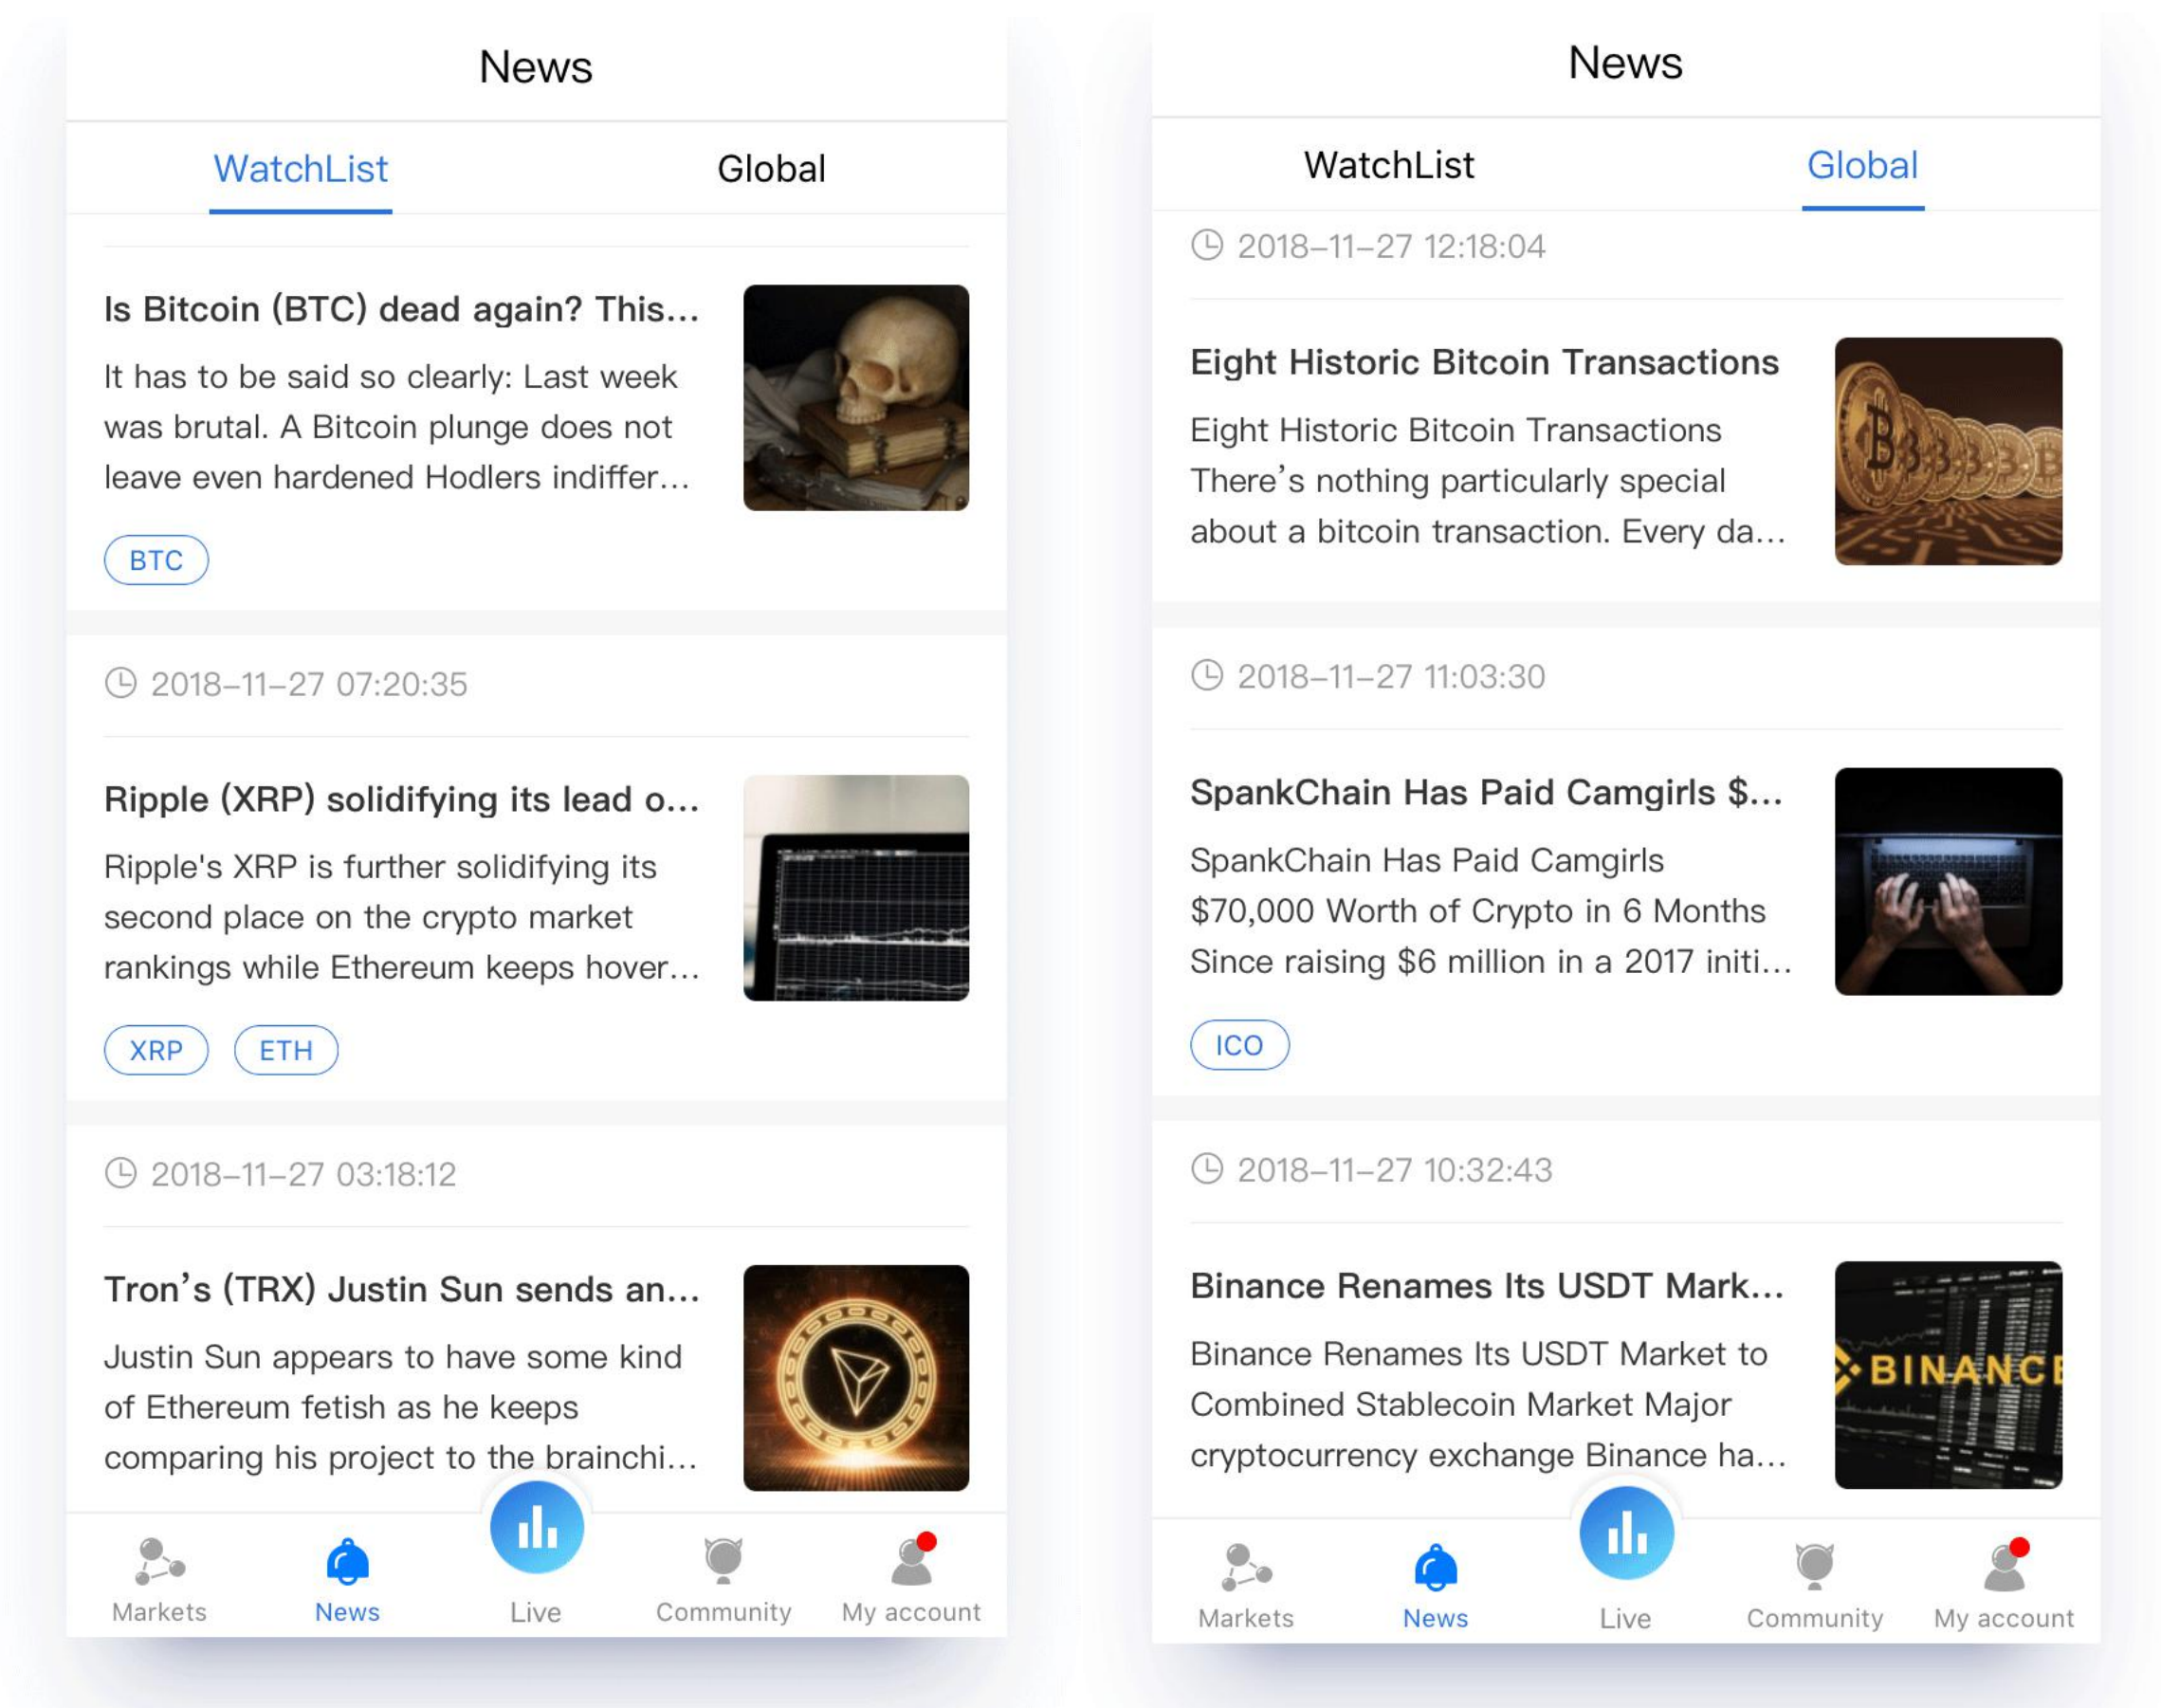 News
WatchList Global
Is Bitcoin (BTC) dead again? This...
It has to be said so clearly: Last week
was brutal. A Bitcoin plunge does not
leave even hardened Hodlers indiffer...
BTC
2018-11-27 07:20:35
Ripple (XRP) solidifying its lead o...
Ripple's XRP is further solidifying its
second place on the crypto market
rankings while Ethereum keeps hover...
XRP ETH
2018-11-27 03:18:12
Tron’s (TRX) Justin Sun sends an...
Justin Sun appears to have some kind
of Ethereum fetish as he keeps
comparing his project to the brainchi...
Markets News Live Community My account
News
WatchList Global
2018-11-27 12:18:04
Eight Historic Bitcoin Transactions
Eight Historic Bitcoin Transactions
There’s nothing particularly special
about a bitcoin transaction. Every da...
2018-11-27 11:03:30
SpankChain Has Paid Camgirls $...
SpankChain Has Paid Camgirls
$70,000 Worth of Crypto in 6 Months
Since raising $6 million in a 2017 initi...
ICO
2018-11-27 10:32:43
Binance Renames Its USDT Mark...
Binance Renames Its USDT Market to
Combined Stablecoin Market Major
cryptocurrency exchange Binance ha...
BINANCE
Markets News Live Community My account